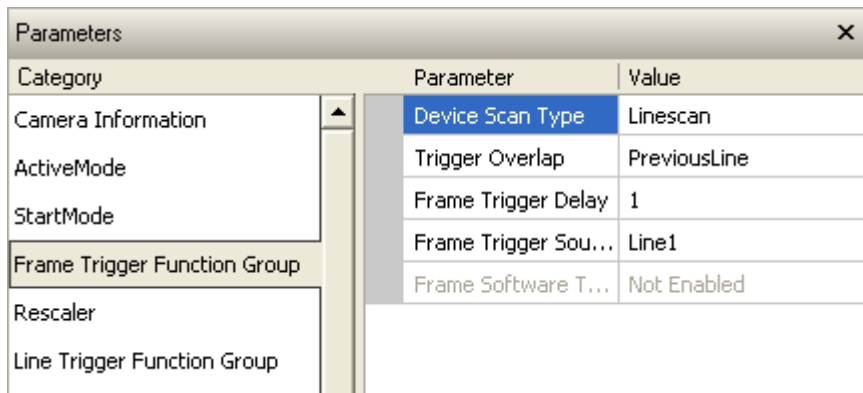 Parameters
Category
Parameter Value
Camera Information
ActiveMode
StartMode
Frame Trigger Function Group
Rescaler
Line Trigger Function Group
Device Scan Type Linescan
Trigger Overlap PreviousLine
Frame Trigger Delay 1
Frame Trigger Sou... Line1
Frame Software T... Not Enabled